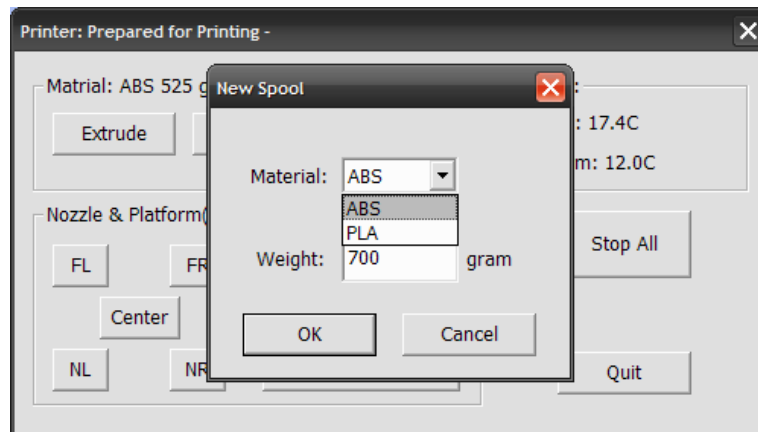 Printer: Prepared for Printing -
Matrial: ABS 525 g
:
New Spool
Extrude
: 17.4C
m: 12.0C
Material: ABS
ABS
PLA
Nozzle & Platform(
Weight: 700 gram
Stop All
FL FR
Center
OK Cancel
NL NR
Quit